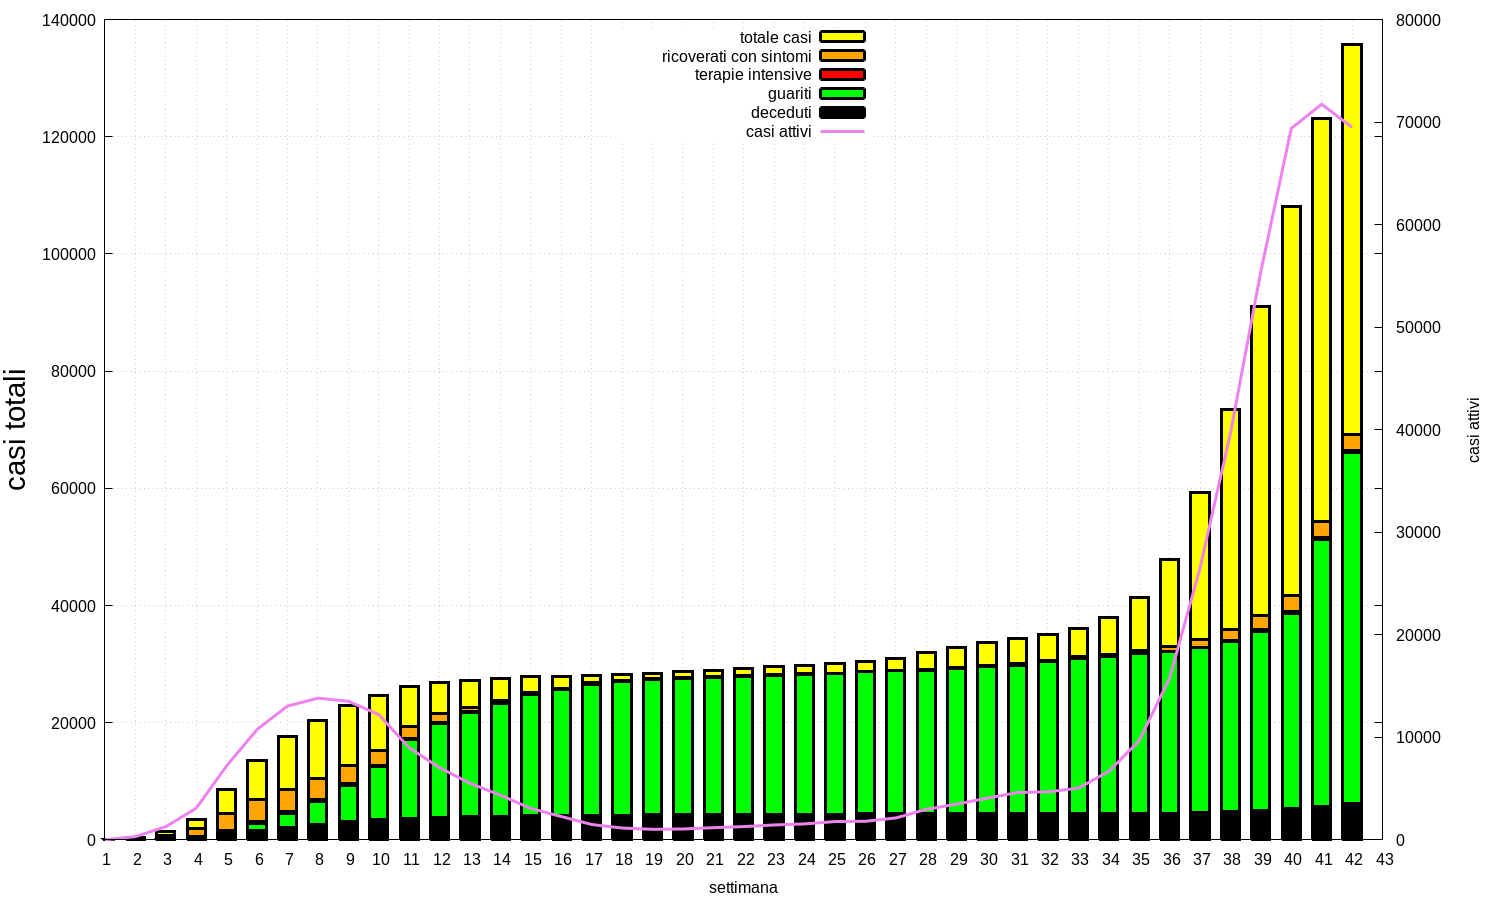 totale casi
ricoverati con sintomi
terapie intensive
guariti
deceduti
casi attivi
casi totali
140000
120000
100000
80000
60000
40000
20000
0
80000
70000
60000
50000
40000
30000
20000
10000
0
casi attivi
1 2 3 4 5 6 7 8 9 10 11 12 13 14 15 16 17 18 19 20 21 22 23 24 25 26 27 28 29 30 31 32 33 34 35 36 37 38 39 40 41 42 43
settimana